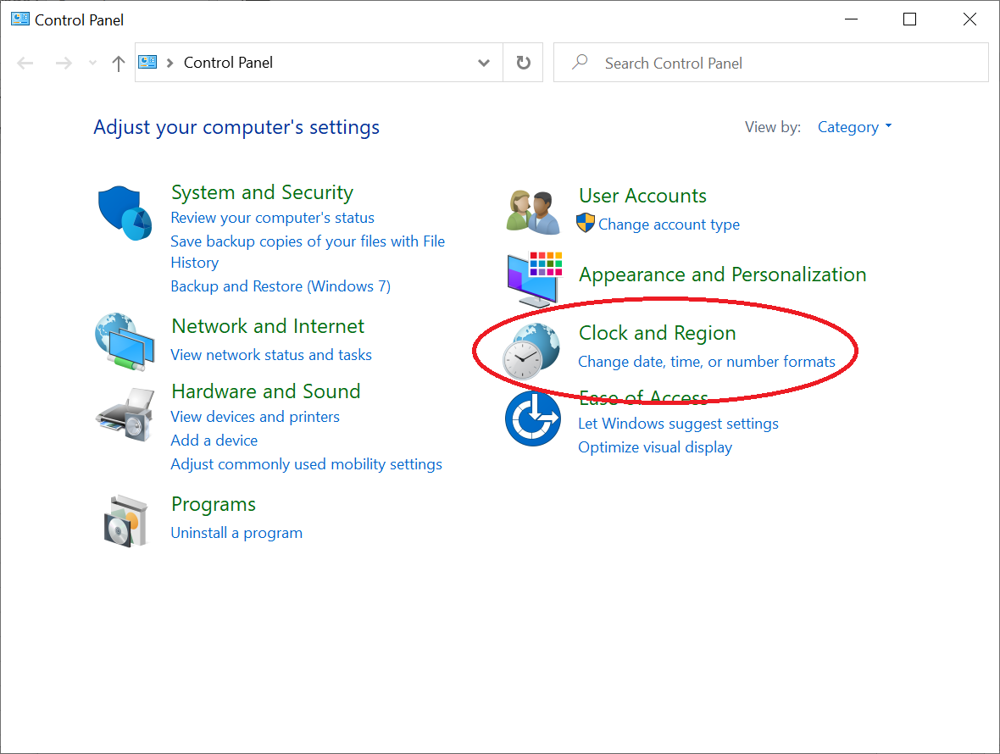 Control Panel
Control Panel
Search Control Panel
Adjust your computer's settings
View by:
Category
System and Security
Review your computer's status
Save backup copies of your files with File
History
Backup and Restore (Windows 7)
Network and Internet
View network status and tasks
Hardware and Sound
View devices and printers
Add a device
Adjust commonly used mobility settings
Programs
Uninstall a program
User Accounts
Change account type
Appearance and Personalization
Clock and Region
Change date, time, or number formats
Ease of Access
Let Windows suggest settings
Optimize visual display